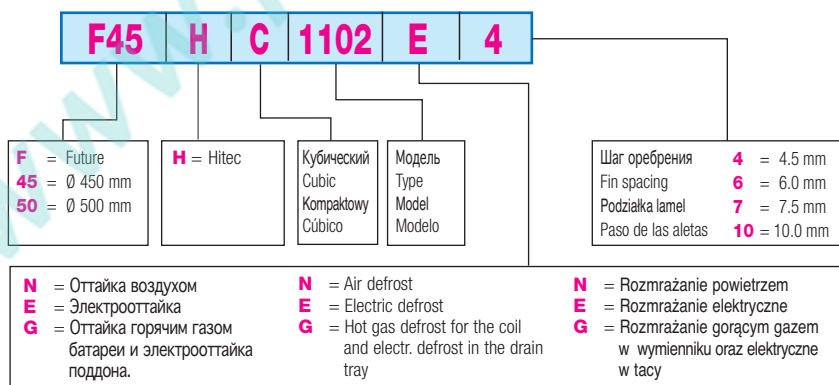 F45 H C 1102 E 4
F = Future
45 = Ø 450 mm
50 = Ø 500 mm
H = Hitec
Кубический
Cubic
Kompaktowy
Cúbico
Модель
Type
Model
Modelo
Шаг оребрения 4 = 4.5 mm
Fin spacing 6 = 6.0 mm
Podziałka lamel 7 = 7.5 mm
Paso de las aletas 10 = 10.0 mm
N = Оттайка воздухом
E = Электрооттайка
G = Оттайка горячим газом
батареи и электрооттайка
поддона.
N = Air defrost
E = Electric defrost
G = Hot gas defrost for the coil
and electr. defrost in the drain
tray
N = Rozmrażanie powietrzem
E = Rozmrażanie elektryczne
G = Rozmrażanie gorącym gazem
w wymienniku oraz elektryczne
w tacy